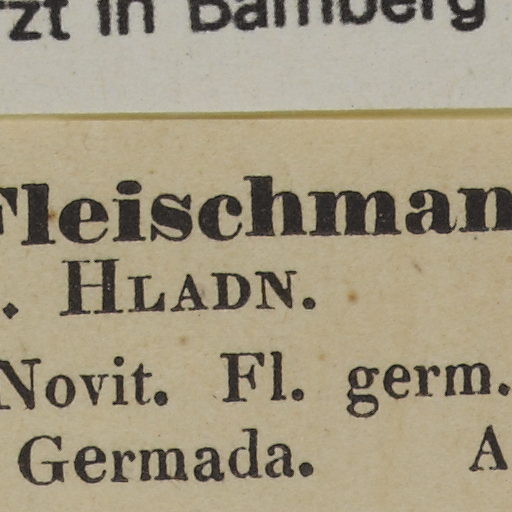 rzt in Bamberg
Fleischman
. HLADN.
Novit. Fl. germ.
Germada. A